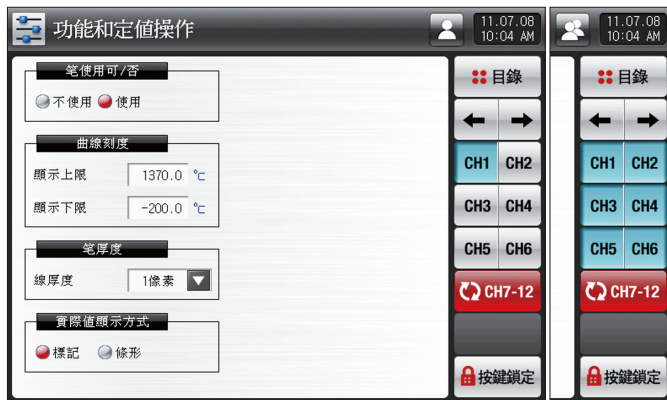 功能和定值操作
11.07.08
10:04 AM
笔使用可/否
不使用 使用
曲線刻度
顯示上限 1370.0 ℃
顯示下限 -200.0 ℃
笔厚度
線厚度 1像素
實際值顯示方式
標記 條形
目錄
CH1 CH2
CH3 CH4
CH5 CH6
CH7-12
按鍵鎖定
11.07.08
10:04 AM
目錄
CH1 CH2
CH3 CH4
CH5 CH6
CH7-12
按鍵鎖定